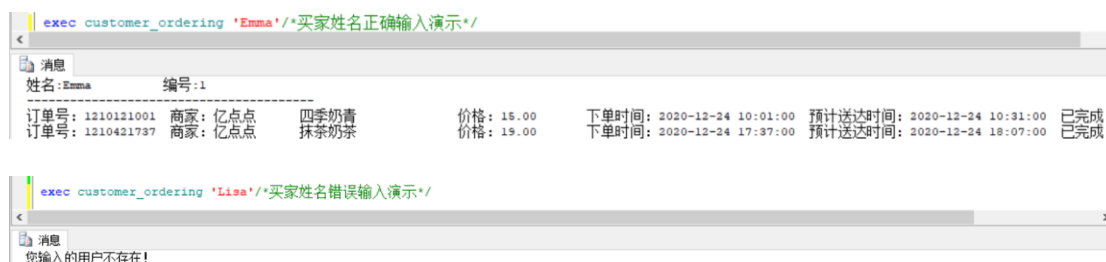 exec customer_ordering 'Emma'/*买家姓名正确输入演示*/
消息
姓名:Emma 编号:1
----------------------------------------
订单号: 1210121001 商家: 亿点点 四季奶青 价格: 15.00 下单时间: 2020-12-24 10:01:00 预计送达时间: 2020-12-24 10:31:00 已完成
订单号: 1210421737 商家: 亿点点 抹茶奶茶 价格: 19.00 下单时间: 2020-12-24 17:37:00 预计送达时间: 2020-12-24 18:07:00 已完成
exec customer_ordering 'Lisa'/*买家姓名错误输入演示*/
消息
您输入的用户不存在!